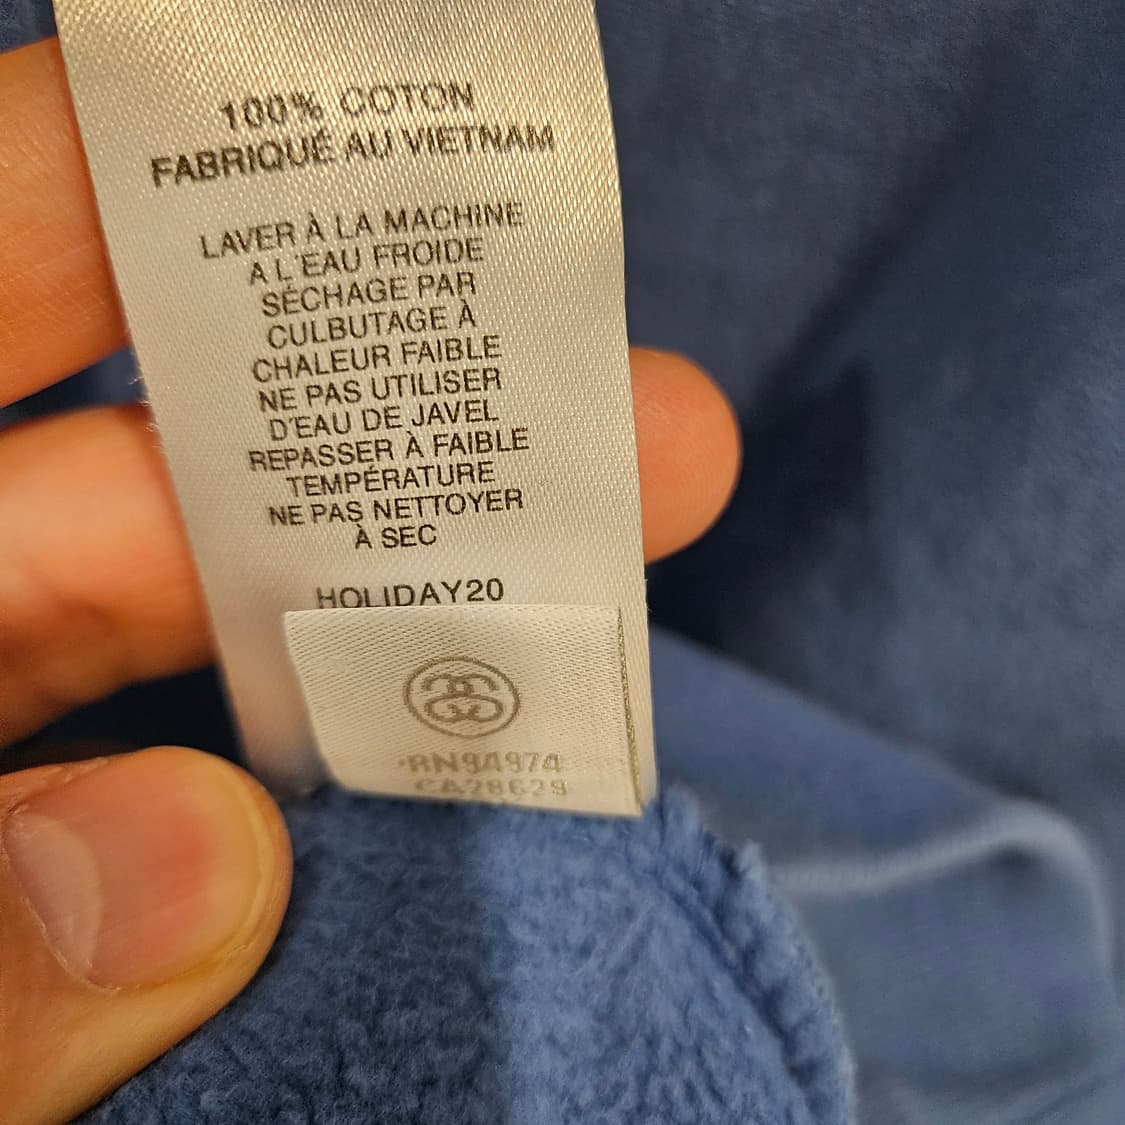 100% COTON
FABRIQUÉ AU VIETNAM
LAVER À LA MACHINE
A L'EAU FROIDE
SÉCHAGE PAR
CULBUTAGE À
CHALEUR FAIBLE
NE PAS UTILISER
D'EAU DE JAVEL
REPASSER À FAIBLE
TEMPÉRATURE
NE PAS NETTOYER
À SEC
HOLIDAY20
RN94974
CA28629